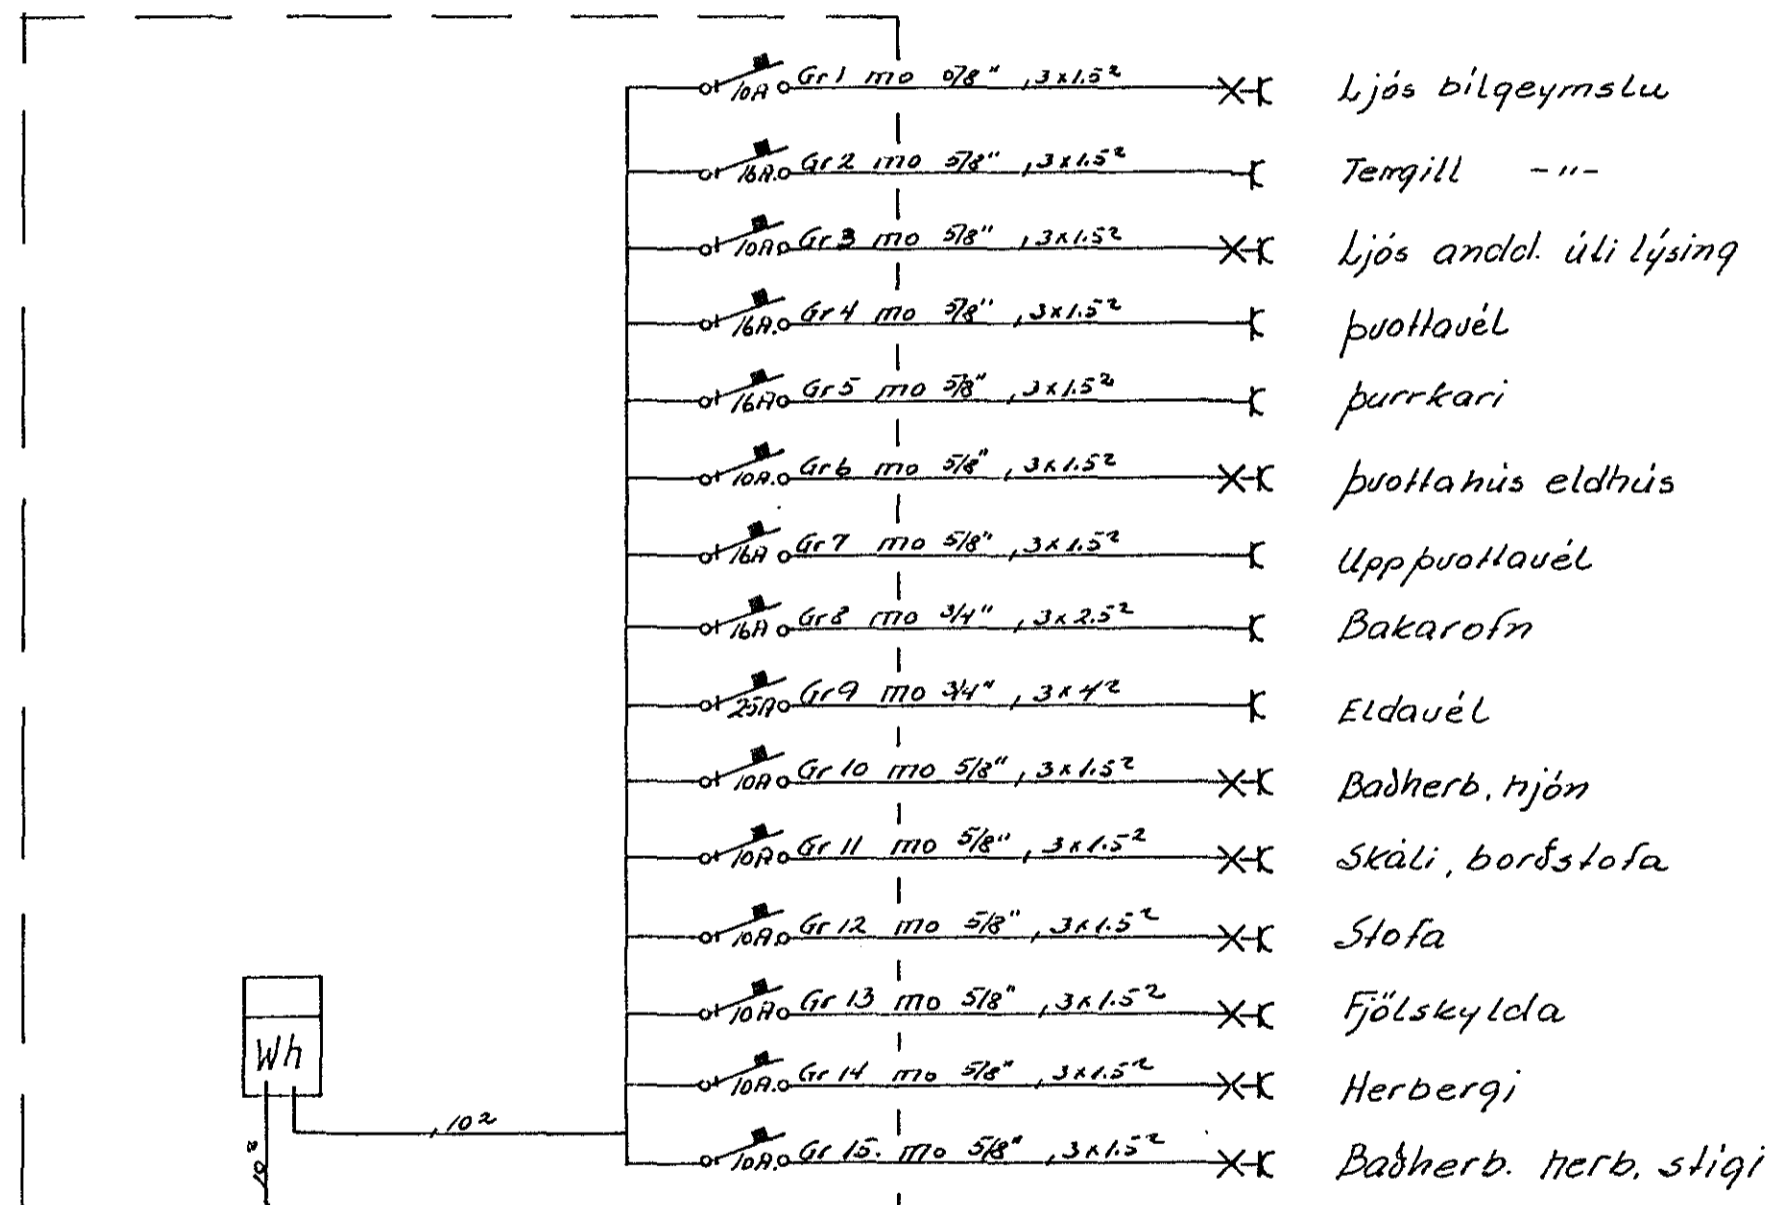 10A Gr 1 mo 5/8" , 3x1.5² Ljós bílgeymslu
16A. Gr 2 mo 5/8" , 3x1.5² Tengill -"-
10A Gr 3 mo 5/8" , 3x1.5² Ljós andd. úti lýsing
16A. Gr 4 mo 5/8" , 3x1.5² þvottavél
16A Gr 5 mo 5/8" , 3x1.5² þurrkari
10A. Gr 6 mo 5/8" , 3x1.5² þvottahús eldhús
16A Gr 7 mo 5/8" , 3x1.5² Uppþvottavél
16A Gr 8 mo 3/4" , 3x2.5² Bakarofn
25A Gr 9 mo 3/4" , 3x4² Eldavél
10A Gr 10 mo 5/8" , 3x1.5² Baðherb. hjón
10A Gr 11 mo 5/8" , 3x1.5² Skáli, borðstofa
10A. Gr 12 mo 5/8" , 3x1.5² Stofa
10A Gr 13 mo 5/8" , 3x1.5² Fjölskylda
Wh
10A. Gr 14 mo 5/8" , 3x1.5² Herbergi
, 10²
10²
10A. Gr 15. mo 5/8" , 3x1.5² Baðherb. herb. stigi